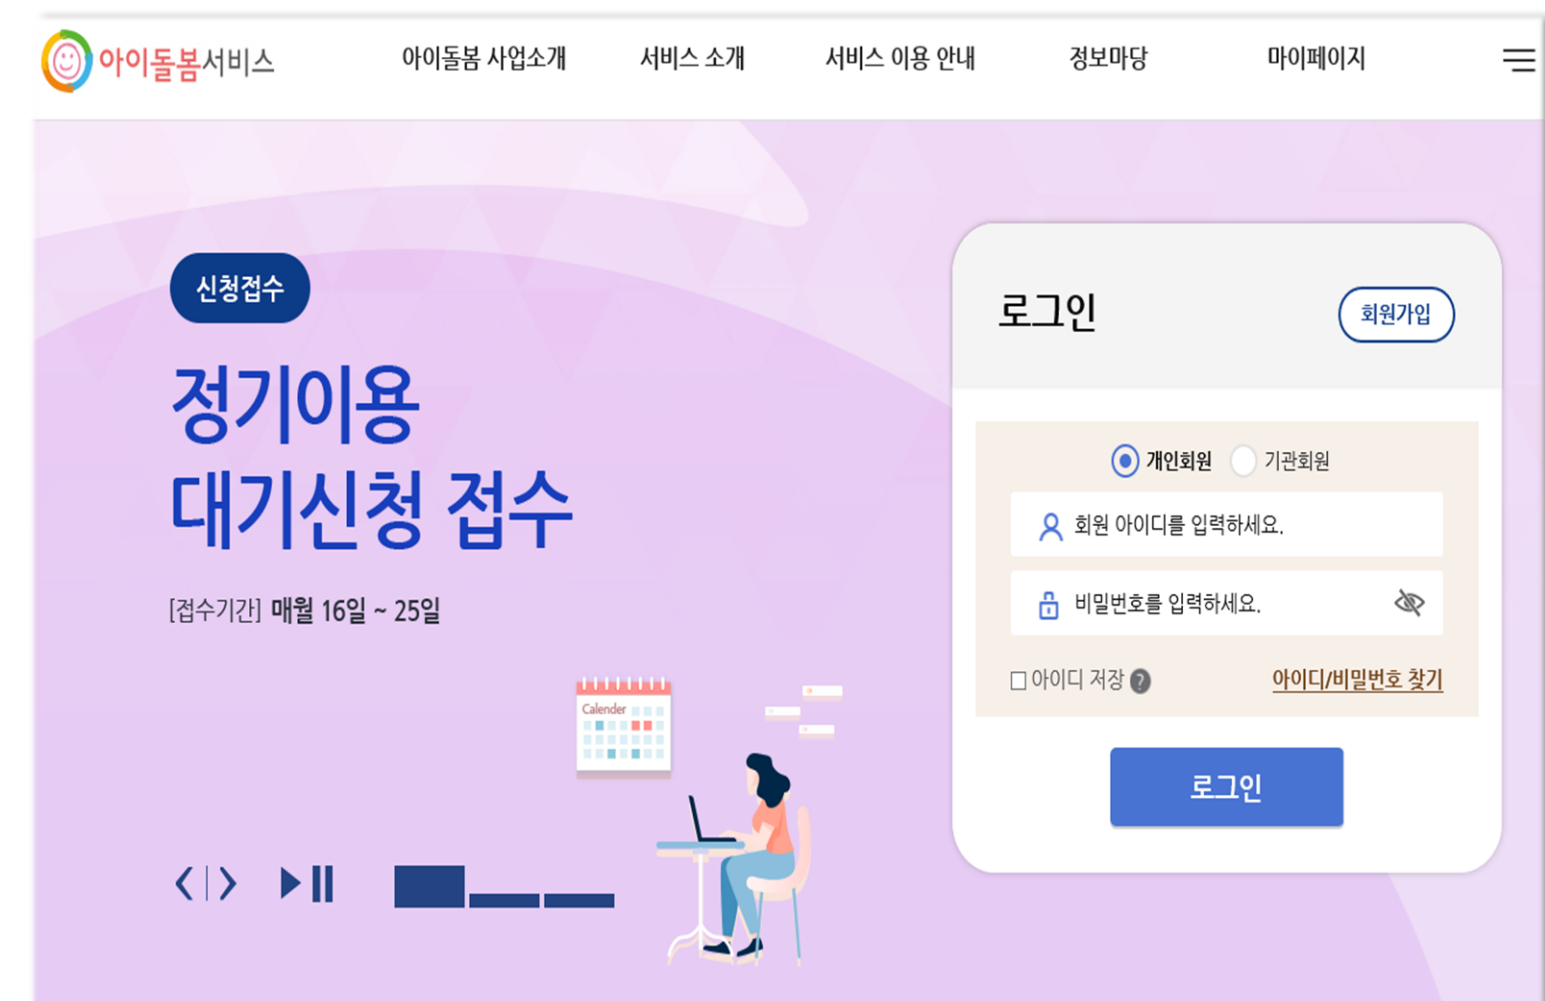 아이돌봄서비스
아이돌봄 사업소개
서비스 소개
서비스 이용 안내
정보마당
마이페이지
신청접수
정기이용
대기신청 접수
[접수기간] 매월 16일 ~ 25일
Calender
로그인
회원가입
개인회원
기관회원
회원 아이디를 입력하세요.
비밀번호를 입력하세요.
아이디 저장 ?
아이디/비밀번호 찾기
로그인